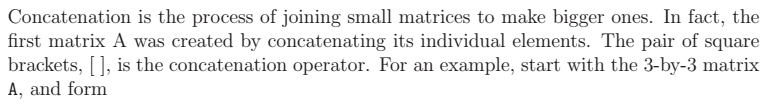 Concatenation is the process of joining small matrices to make bigger ones. In fact, the
first matrix A was created by concatenating its individual elements. The pair of square
brackets, [ ], is the concatenation operator. For an example, start with the 3-by-3 matrix
A, and form